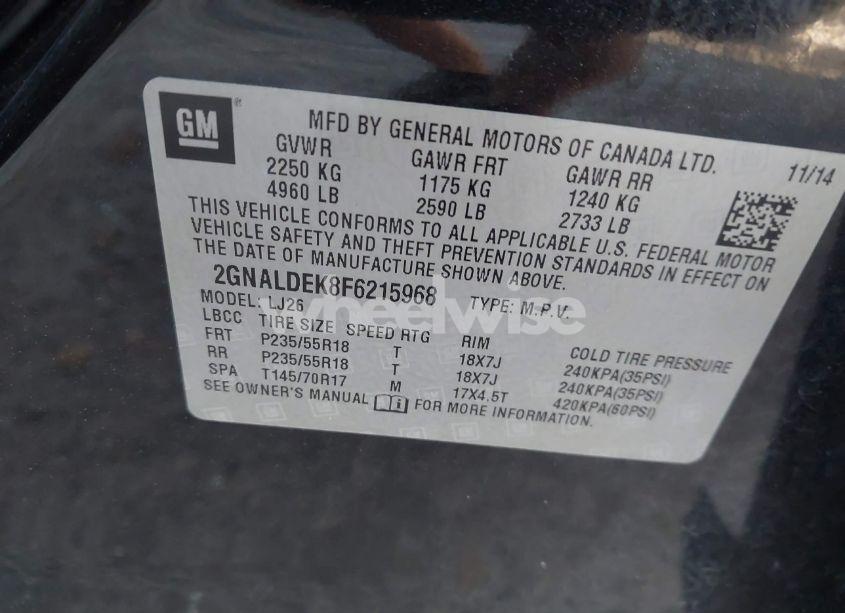 GM ®
MFD BY GENERAL MOTORS OF CANADA LTD.
11/14
GVWR GAWR FRT GAWR RR
2250 KG 1175 KG 1240 KG
4960 LB 2590 LB 2733 LB
THIS VEHICLE CONFORMS TO ALL APPLICABLE U.S. FEDERAL MOTOR
VEHICLE SAFETY AND THEFT PREVENTION STANDARDS IN EFFECT ON
THE DATE OF MANUFACTURE SHOWN ABOVE.
2GNALDEK8F6215968 TYPE: M.P.V.
MODEL: LJ26
wheelwise
LBCC TIRE SIZE SPEED RTG RIM COLD TIRE PRESSURE
FRT P235/55R18 T 18X7J 240KPA(35PSI)
RR P235/55R18 T 18X7J 240KPA(35PSI)
SPA T145/70R17 M 17X4.5T 420KPA(60PSI)
SEE OWNER'S MANUAL i FOR MORE INFORMATION.